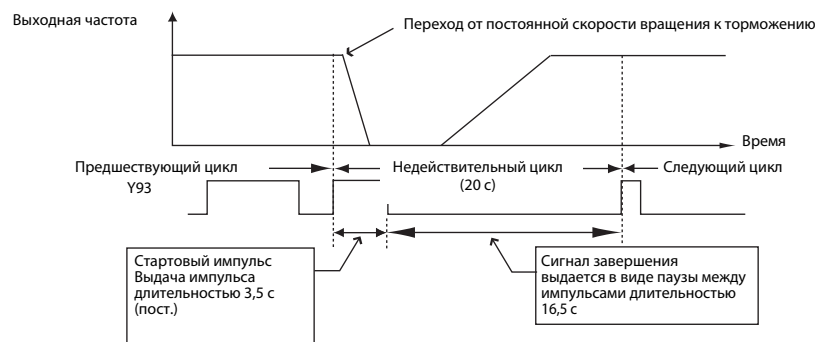 Выходная частота
Переход от постоянной скорости вращения к торможению
Время
Предшествующий цикл
Недействительный цикл
(20 с)
Следующий цикл
Y93
Стартовый импульс
Выдача импульса
длительностью 3,5 с
(пост.)
Сигнал завершения
выдается в виде паузы между
импульсами длительностью
16,5 с